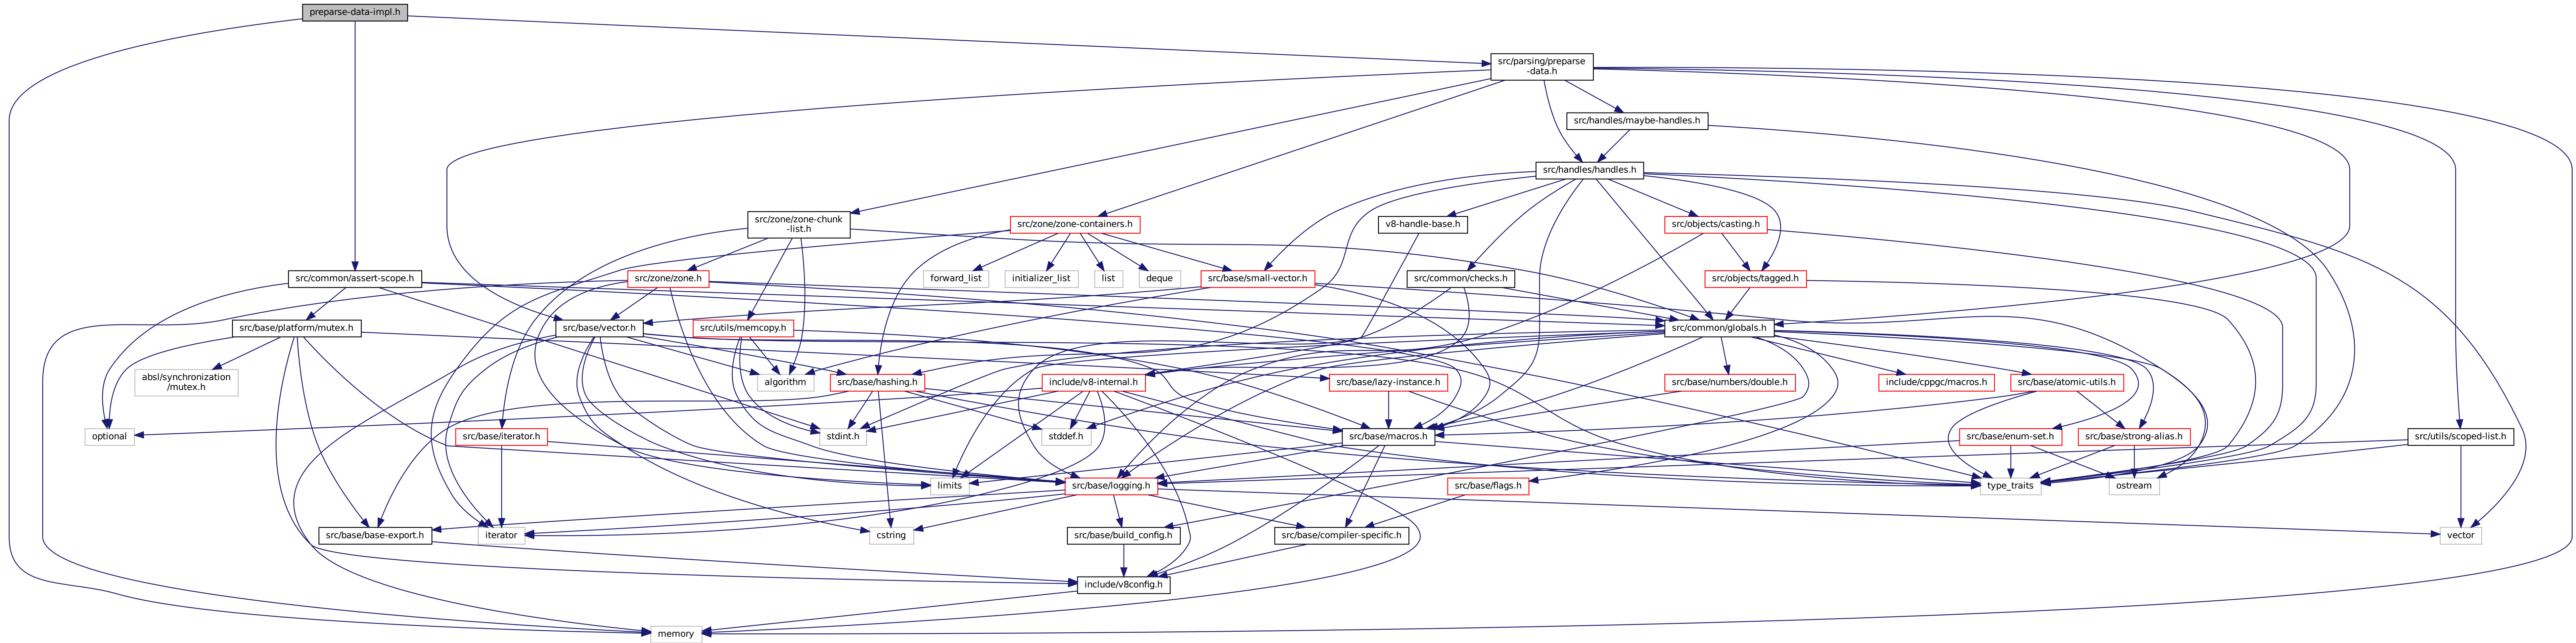 preparse-data-impl.h
src/parsing/preparse
-data.h
src/handles/maybe-handles.h
src/handles/handles.h
src/zone/zone-chunk
-list.h
src/zone/zone-containers.h
v8-handle-base.h
src/objects/casting.h
src/common/assert-scope.h
src/zone/zone.h
forward_list
initializer_list
list
deque
src/base/small-vector.h
src/common/checks.h
src/objects/tagged.h
src/base/platform/mutex.h
src/base/vector.h
src/utils/memcopy.h
src/common/globals.h
absl/synchronization
/mutex.h
algorithm
src/base/hashing.h
include/v8-internal.h
src/base/lazy-instance.h
src/base/numbers/double.h
include/cppgc/macros.h
src/base/atomic-utils.h
optional
src/base/iterator.h
stdint.h
stddef.h
src/base/macros.h
src/base/enum-set.h
src/base/strong-alias.h
src/utils/scoped-list.h
limits
src/base/logging.h
src/base/flags.h
type_traits
ostream
src/base/base-export.h
iterator
cstring
src/base/build_config.h
src/base/compiler-specific.h
vector
include/v8config.h
memory